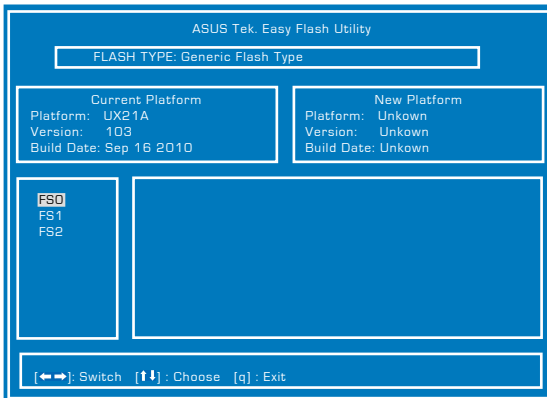 ASUS Tek. Easy Flash Utility
FLASH TYPE: Generic Flash Type
Current Platform
Platform: UX21A
Version: 103
Build Date: Sep 16 2010
New Platform
Platform: Unkown
Version: Unkown
Build Date: Unkown
FS0
FS1
FS2
[←→]: Switch [↑↓] : Choose [q] : Exit